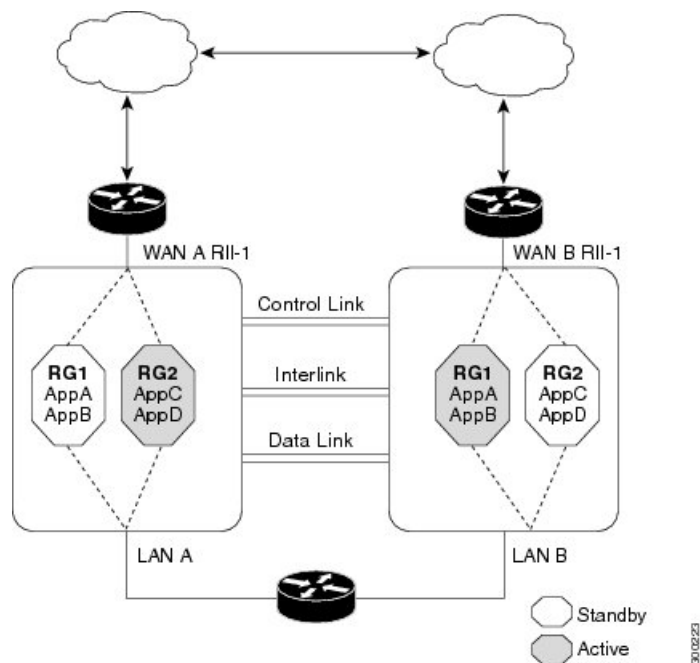 WAN A RII-1
WAN B RII-1
Control Link
RG1
AppA
AppB
RG2
AppC
AppD
Interlink
RG1
AppA
AppB
RG2
AppC
AppD
Data Link
LAN A
LAN B
Standby
Active